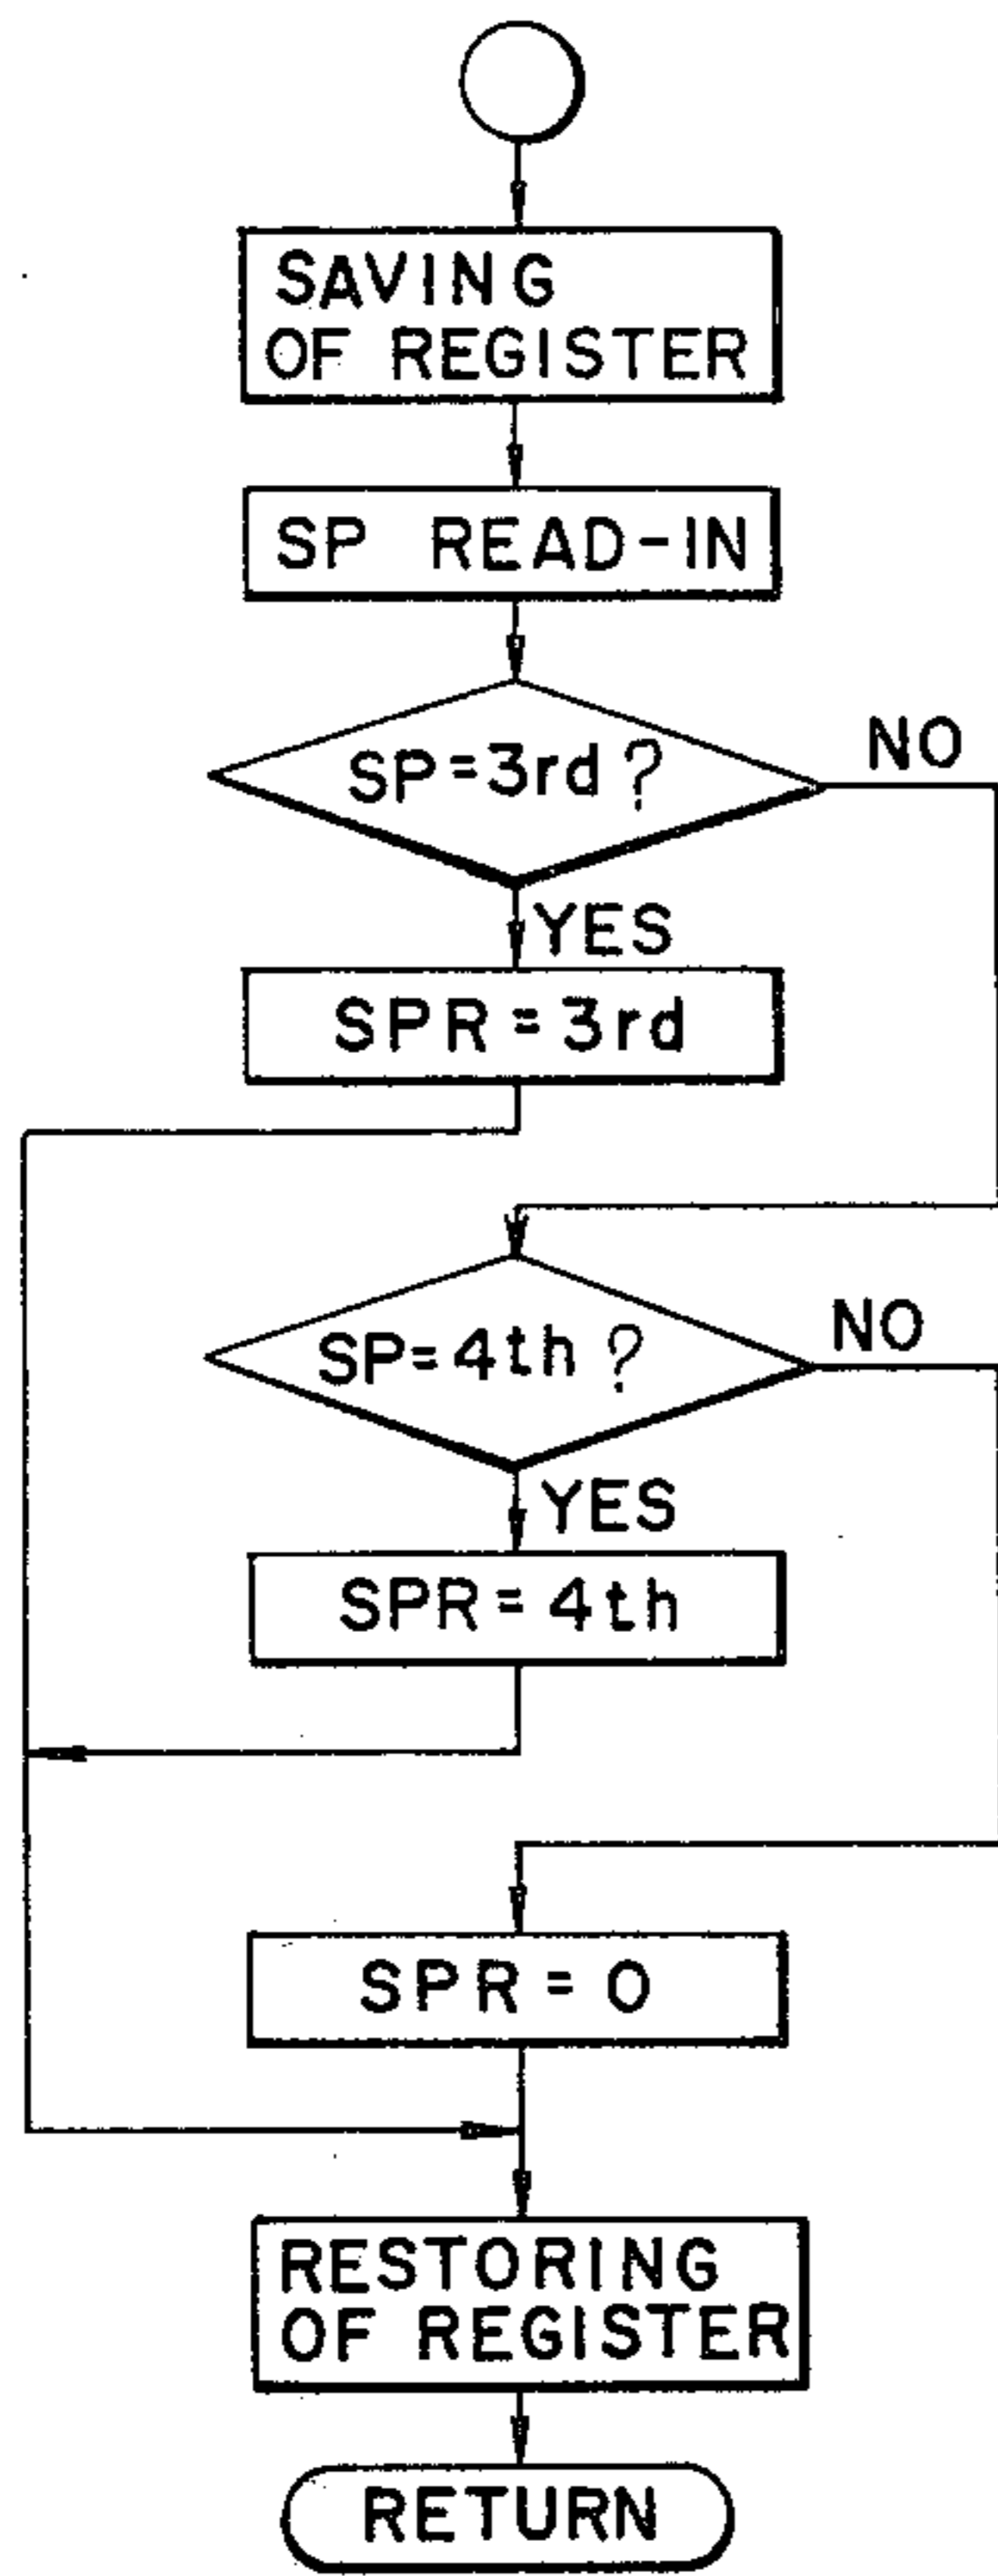 SAVING
OF REGISTER
SP READ-IN
SP=3rd?
NO
YES
SPR=3rd
SP=4th?
NO
YES
SPR=4th
SPR=0
RESTORING
OF REGISTER
RETURN